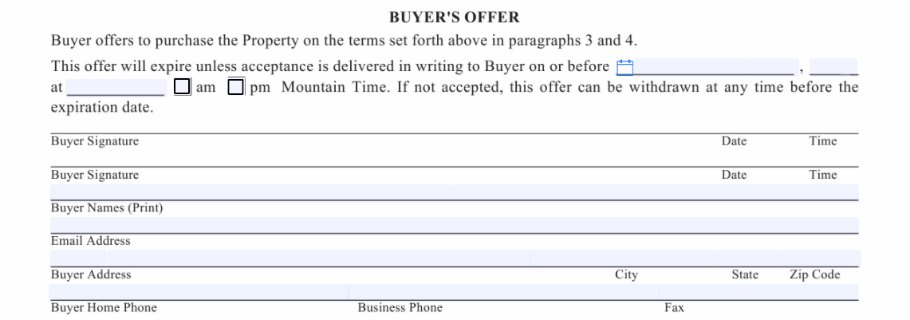 BUYER'S OFFER
Buyer offers to purchase the Property on the terms set forth above in paragraphs 3 and 4.
This offer will expire unless acceptance is delivered in writing to Buyer on or before ,
at am pm Mountain Time. If not accepted, this offer can be withdrawn at any time before the
expiration date.
Buyer Signature Date Time
Buyer Signature Date Time
Buyer Names (Print)
Email Address
Buyer Address City State Zip Code
Buyer Home Phone Business Phone Fax